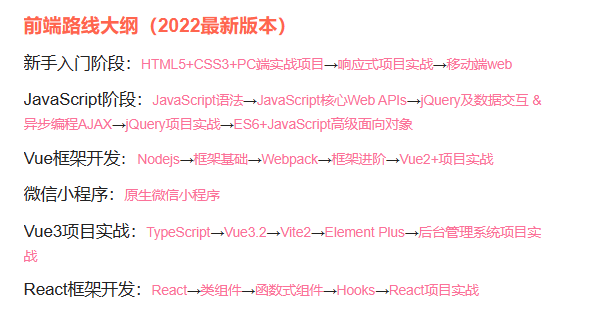 前端路线大纲（2022最新版本）
新手入门阶段：HTML5+CSS3+PC端实战项目→响应式项目实战→移动端web
JavaScript阶段：JavaScript语法→JavaScript核心Web APIs→jQuery及数据交互 &
异步编程AJAX→jQuery项目实战→ES6+JavaScript高级面向对象
Vue框架开发：Nodejs→框架基础→Webpack→框架进阶→Vue2+项目实战
微信小程序：原生微信小程序
Vue3项目实战：TypeScript→Vue3.2→Vite2→Element Plus→后台管理系统项目实
战
React框架开发：React→类组件→函数式组件→Hooks→React项目实战